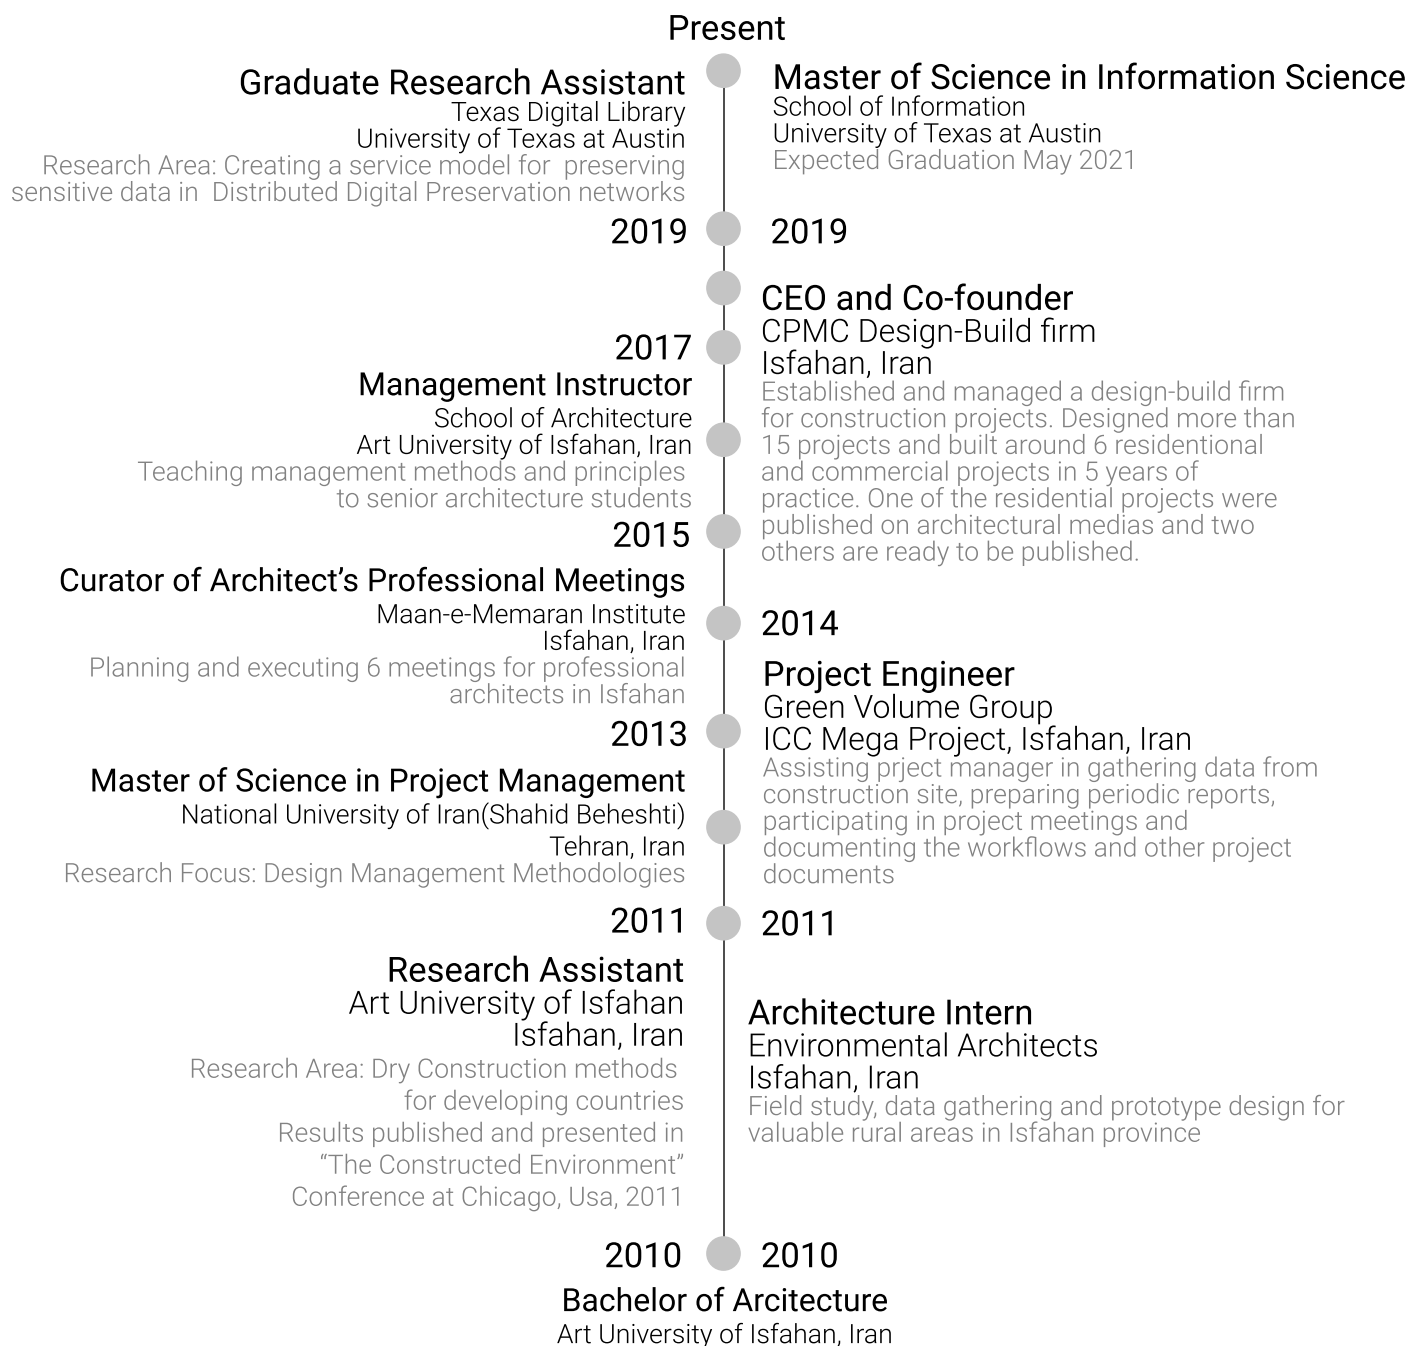 Present
Graduate Research Assistant
Texas Digital Library
University of Texas at Austin
Research Area: Creating a service model for preserving
sensitive data in Distributed Digital Preservation networks
2019
Master of Science in Information Science
School of Information
University of Texas at Austin
Expected Graduation May 2021
2019
2017
Management Instructor
School of Architecture
Art University of Isfahan, Iran
Teaching management methods and principles
to senior architecture students
2015
CEO and Co-founder
CPMC Design-Build firm
Isfahan, Iran
Established and managed a design-build firm
for construction projects. Designed more than
15 projects and built around 6 residentional
and commercial projects in 5 years of
practice. One of the residential projects were
published on architectural medias and two
others are ready to be published.
2014
Curator of Architect’s Professional Meetings
Maan-e-Memaran Institute
Isfahan, Iran
Planning and executing 6 meetings for professional
architects in Isfahan
2013
Master of Science in Project Management
National University of Iran(Shahid Beheshti)
Tehran, Iran
Research Focus: Design Management Methodologies
2011
Project Engineer
Green Volume Group
ICC Mega Project, Isfahan, Iran
Assisting prject manager in gathering data from
construction site, preparing periodic reports,
participating in project meetings and
documenting the workflows and other project
documents
2011
Research Assistant
Art University of Isfahan
Isfahan, Iran
Research Area: Dry Construction methods
for developing countries
Results published and presented in
“The Constructed Environment”
Conference at Chicago, Usa, 2011
2010
Architecture Intern
Environmental Architects
Isfahan, Iran
Field study, data gathering and prototype design for
valuable rural areas in Isfahan province
2010
Bachelor of Arcitecture
Art University of Isfahan, Iran